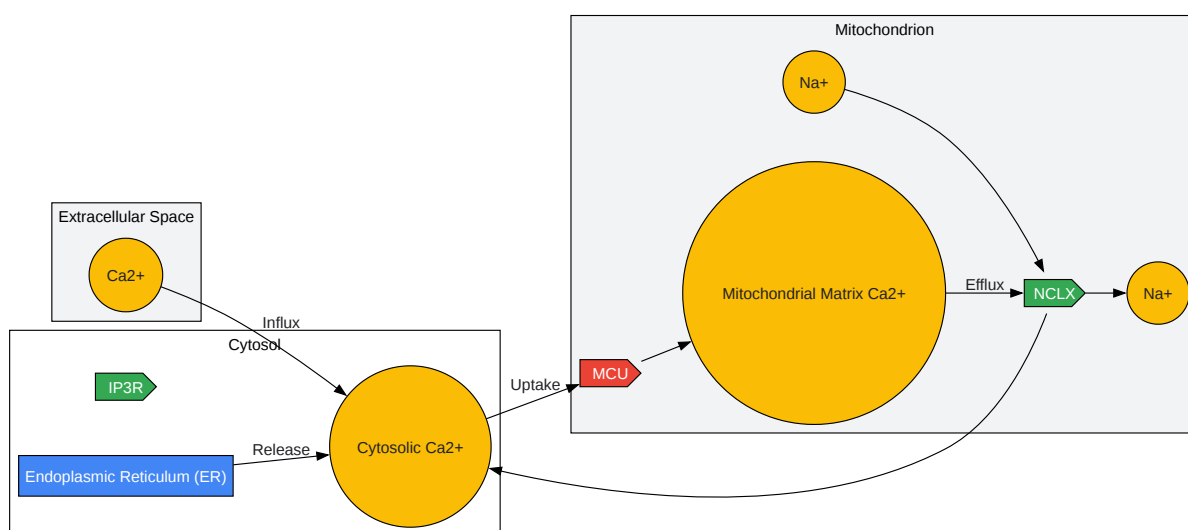 Mitochondrion
Na+
Extracellular Space
Ca2+
Influx
Mitochondrial Matrix Ca2+
Efflux
NCLX
Na+
Cytosol
IP3R
Uptake
MCU
Release
Cytosolic Ca2+
Endoplasmic Reticulum (ER)